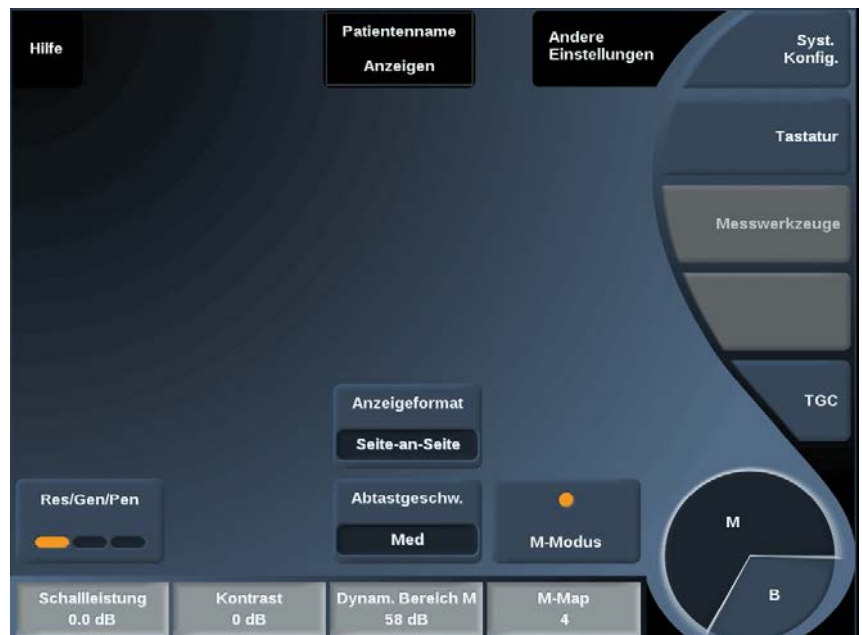 Hilfe
Patientenname
Anzeigen
Andere
Einstellungen
Syst.
Konfig.
Tastatur
Messwerkzeuge
TGC
Anzeigeformat
Seite-an-Seite
Res/Gen/Pen
Abtastgeschw.
Med
M-Modus
M
B
Schallleistung
0.0 dB
Kontrast
0 dB
Dynam. Bereich M
58 dB
M-Map
4